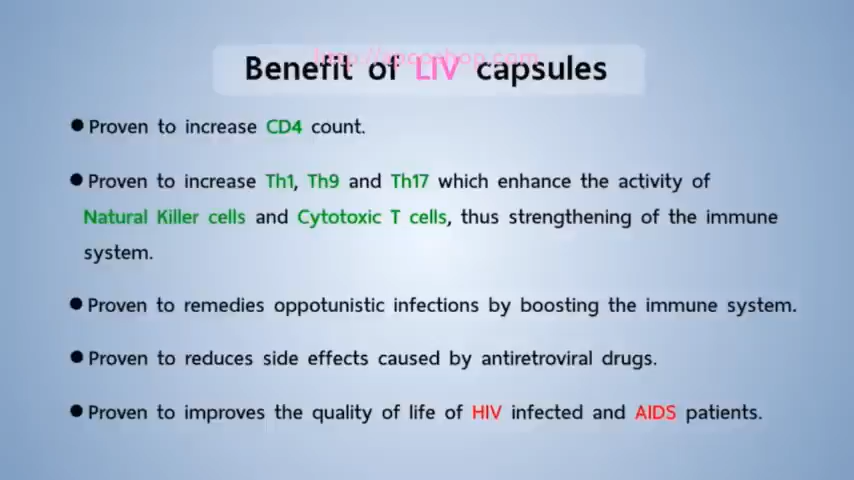 Benefit of LIV capsules
●Proven to increase CD4 count.
●Proven to increase Th1, Th9 and Th17 which enhance the activity of
Natural Killer cells and Cytotoxic T cells, thus strengthening of the immune
system.
●Proven to remedies oppotunistic infections by boosting the immune system.
●Proven to reduces side effects caused by antiretroviral drugs.
●Proven to improves the quality of life of HIV infected and AIDS patients.